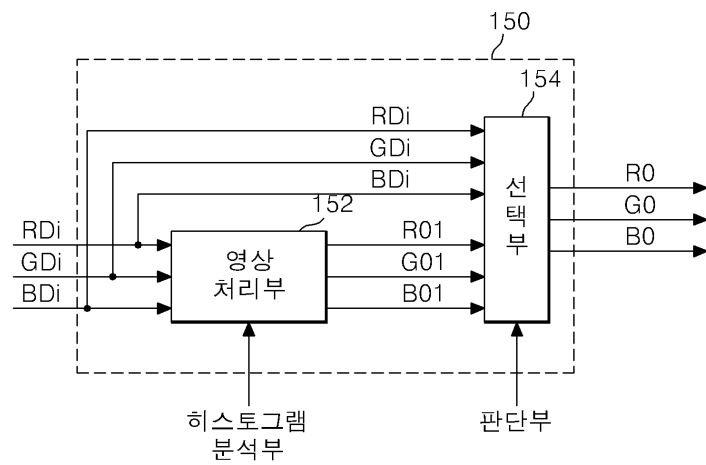 150
154
RDi
GDi
BDi
선택부
R0
G0
B0
152
RDi
GDi
BDi
영상
처리부
R01
G01
B01
히스토그램
분석부
판단부